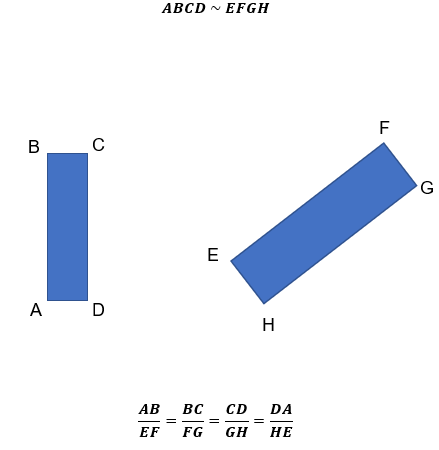 ABCD ~ EFGH
F
B C
G
E
A D
H
AB/EF = BC/FG = CD/GH = DA/HE